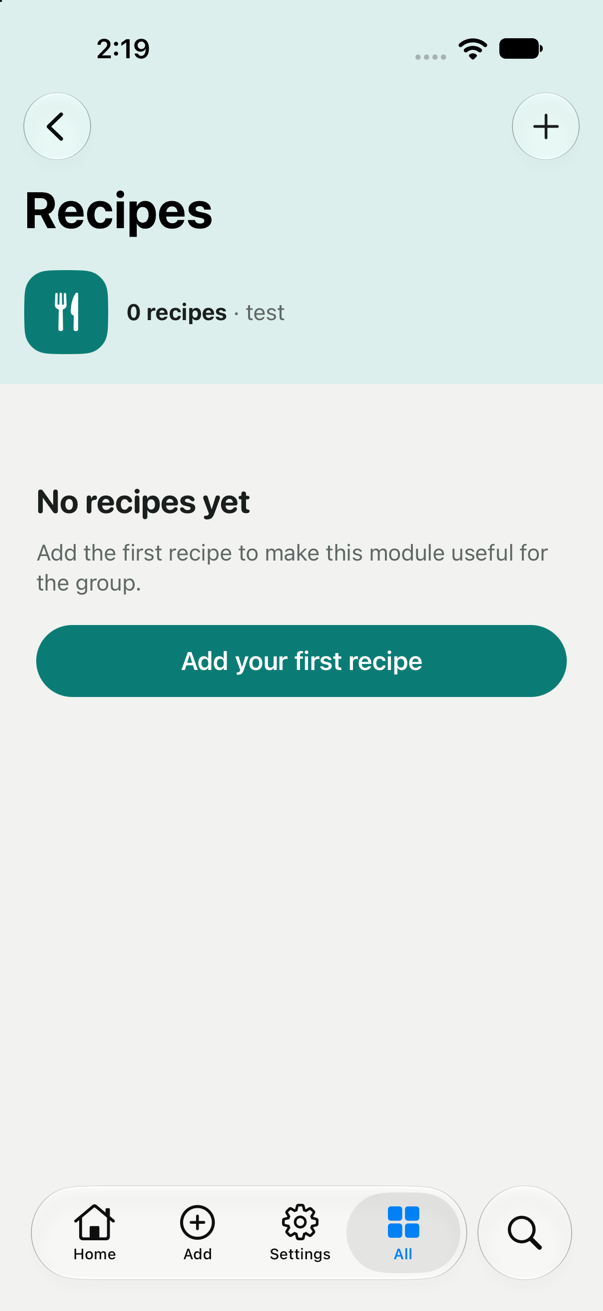 2:19
Recipes
0 recipes · test
No recipes yet
Add the first recipe to make this module useful for
the group.
Add your first recipe
Home
Add
Settings
All